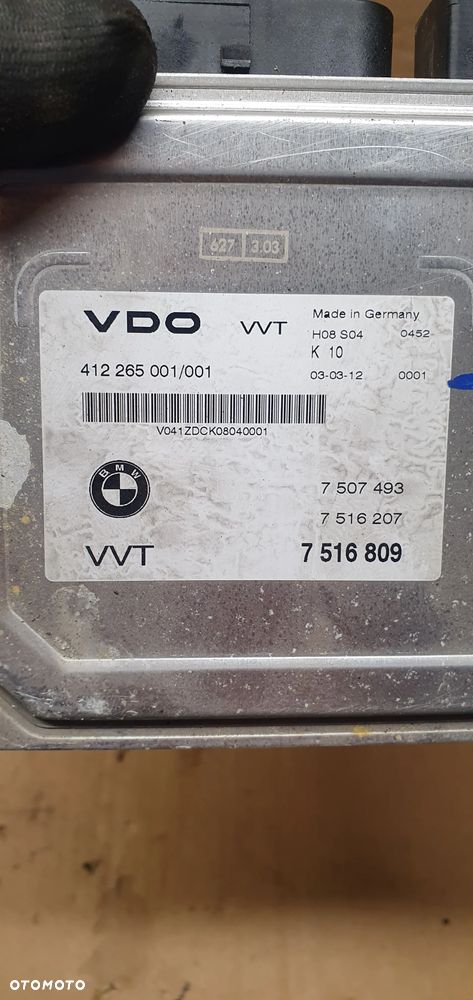 627 3.03
VDO VVT Made in Germany
H08 S04 0452
K 10
412 265 001/001 03-03-12 0001
V041ZDCK08040001
BMW
7 507 493
7 516 207
VVT 7 516 809
OTOMOTO